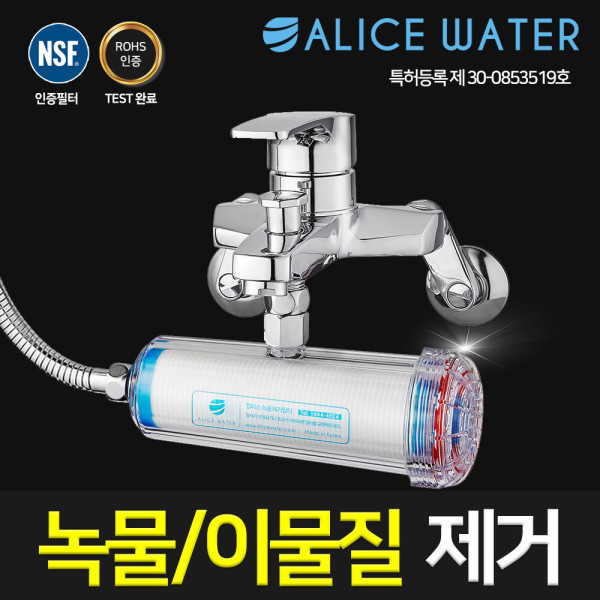 NSF
ROHS
인증
ALICE WATER
인증필터
TEST 완료
특허등록 제 30-0853519호
ALICE WATER
Made in Korea
녹물/이물질 제거